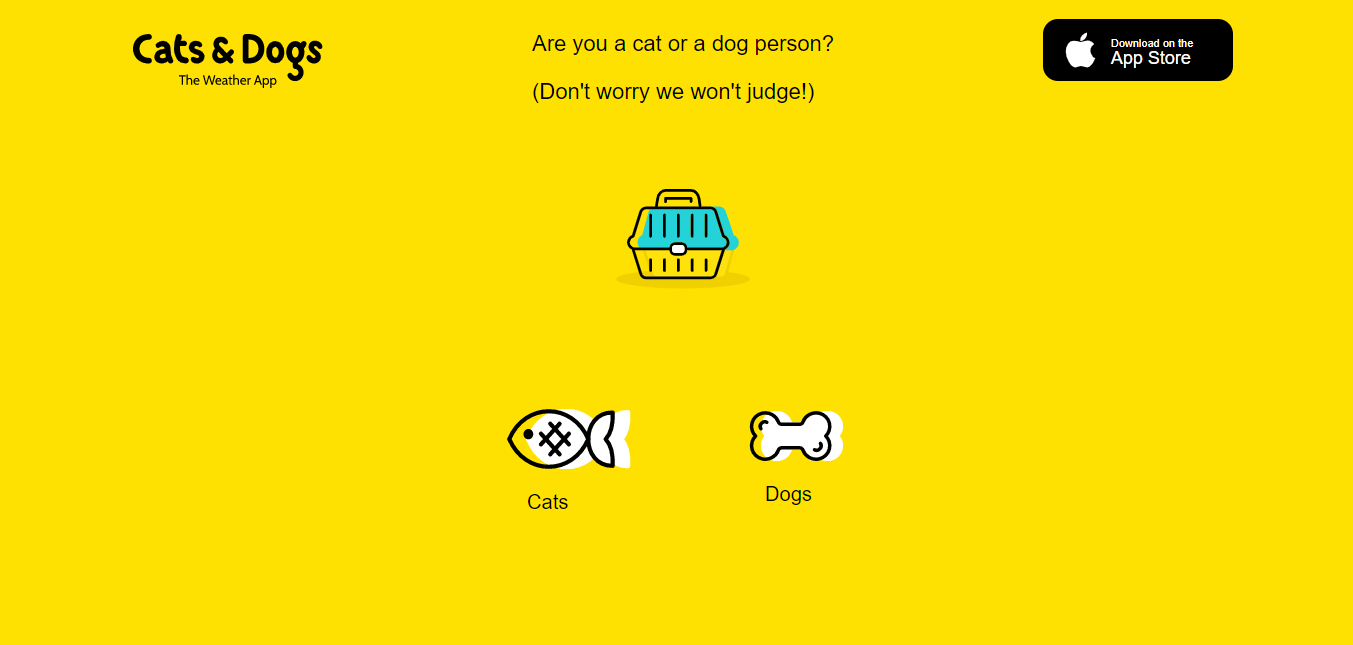 Cats & Dogs
The Weather App
Are you a cat or a dog person?
(Don't worry we won't judge!)
Download on the
App Store
Cats
Dogs